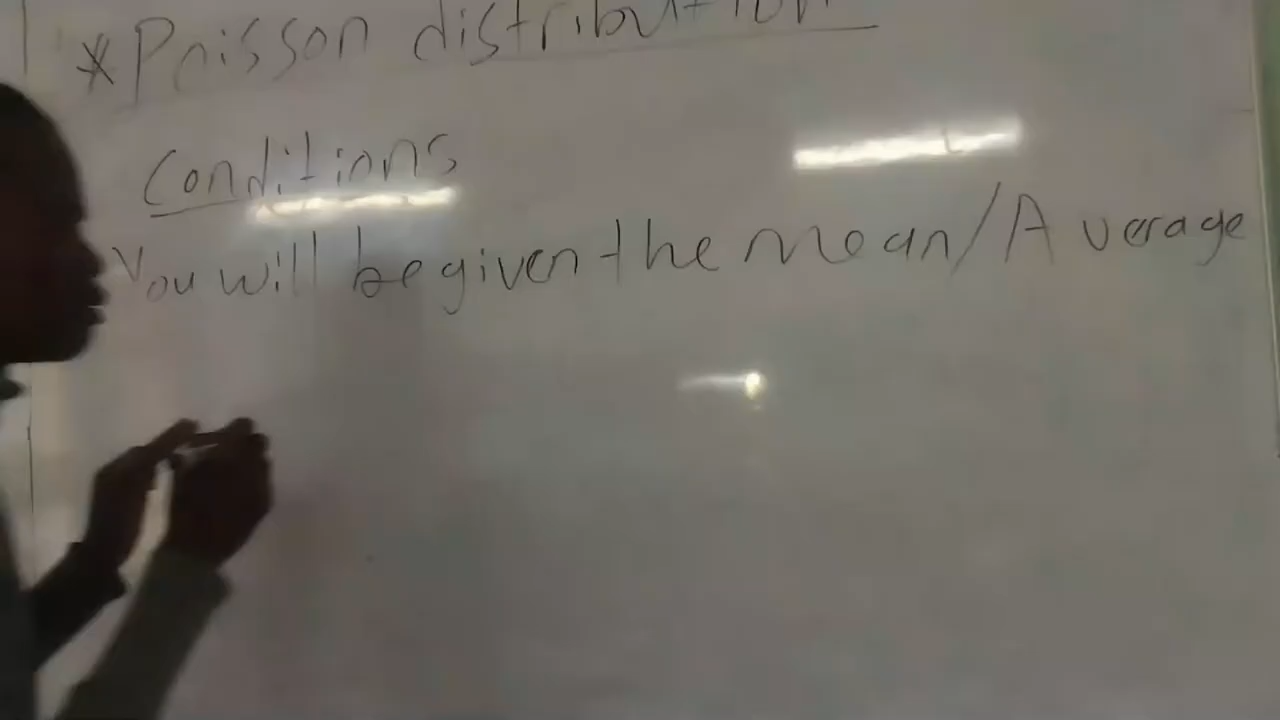 *Poisson distribution
Conditions
You will be given the mean/Average